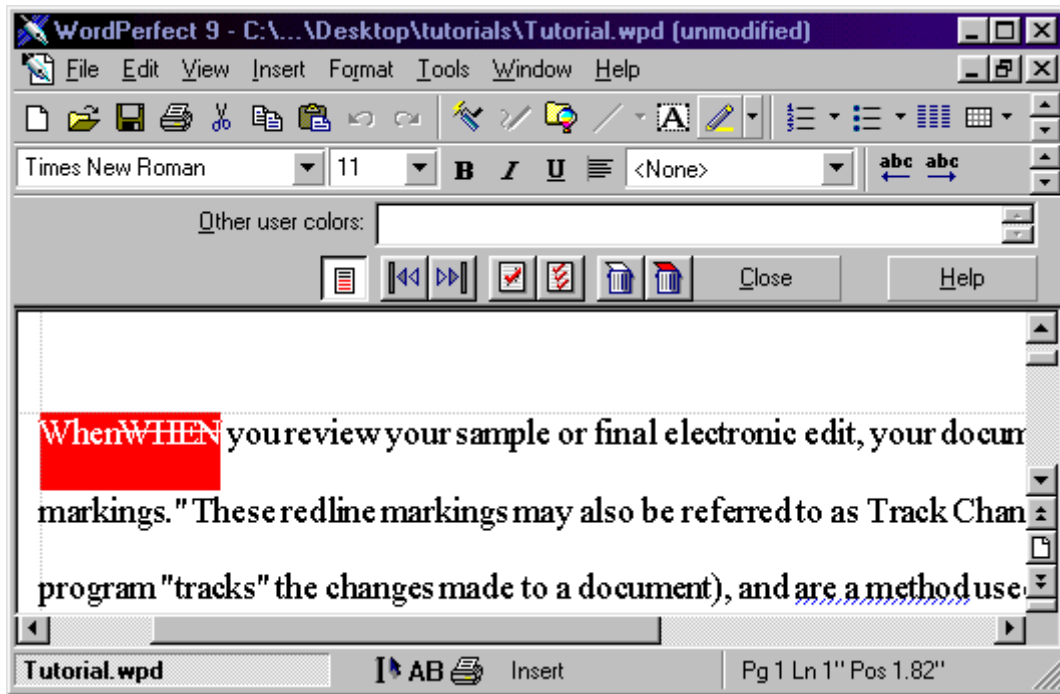 WordPerfect 9 - C:\...\Desktop\tutorials\Tutorial.wpd (unmodified)
File Edit View Insert Format Tools Window Help
A
Times New Roman 11 B I U <None> abc abc
Other user colors:
Close Help
WhenWHEN you review your sample or final electronic edit, your docum
markings." These redline markings may also be referred to as Track Chan
program "tracks" the changes made to a document), and are a method use
Tutorial.wpd AB Insert Pg 1 Ln 1" Pos 1.82"